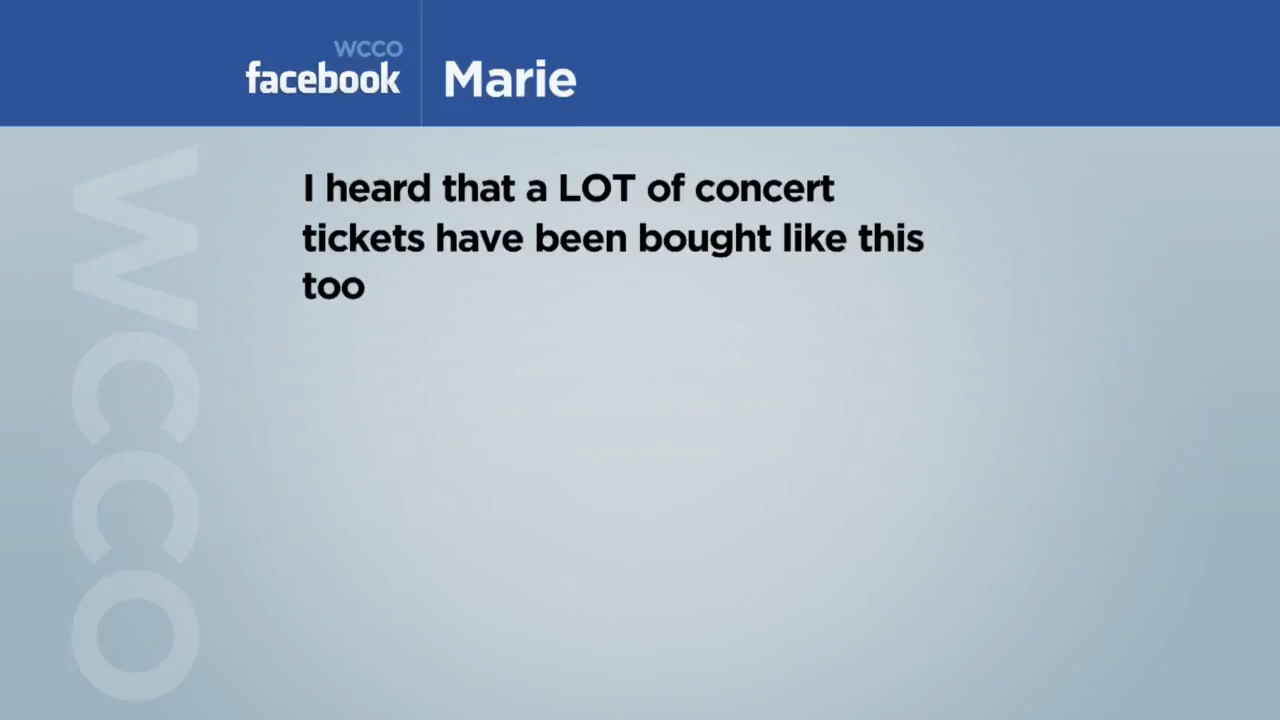 WCCO
facebook
Marie
I heard that a LOT of concert
tickets have been bought like this
too
WCCO